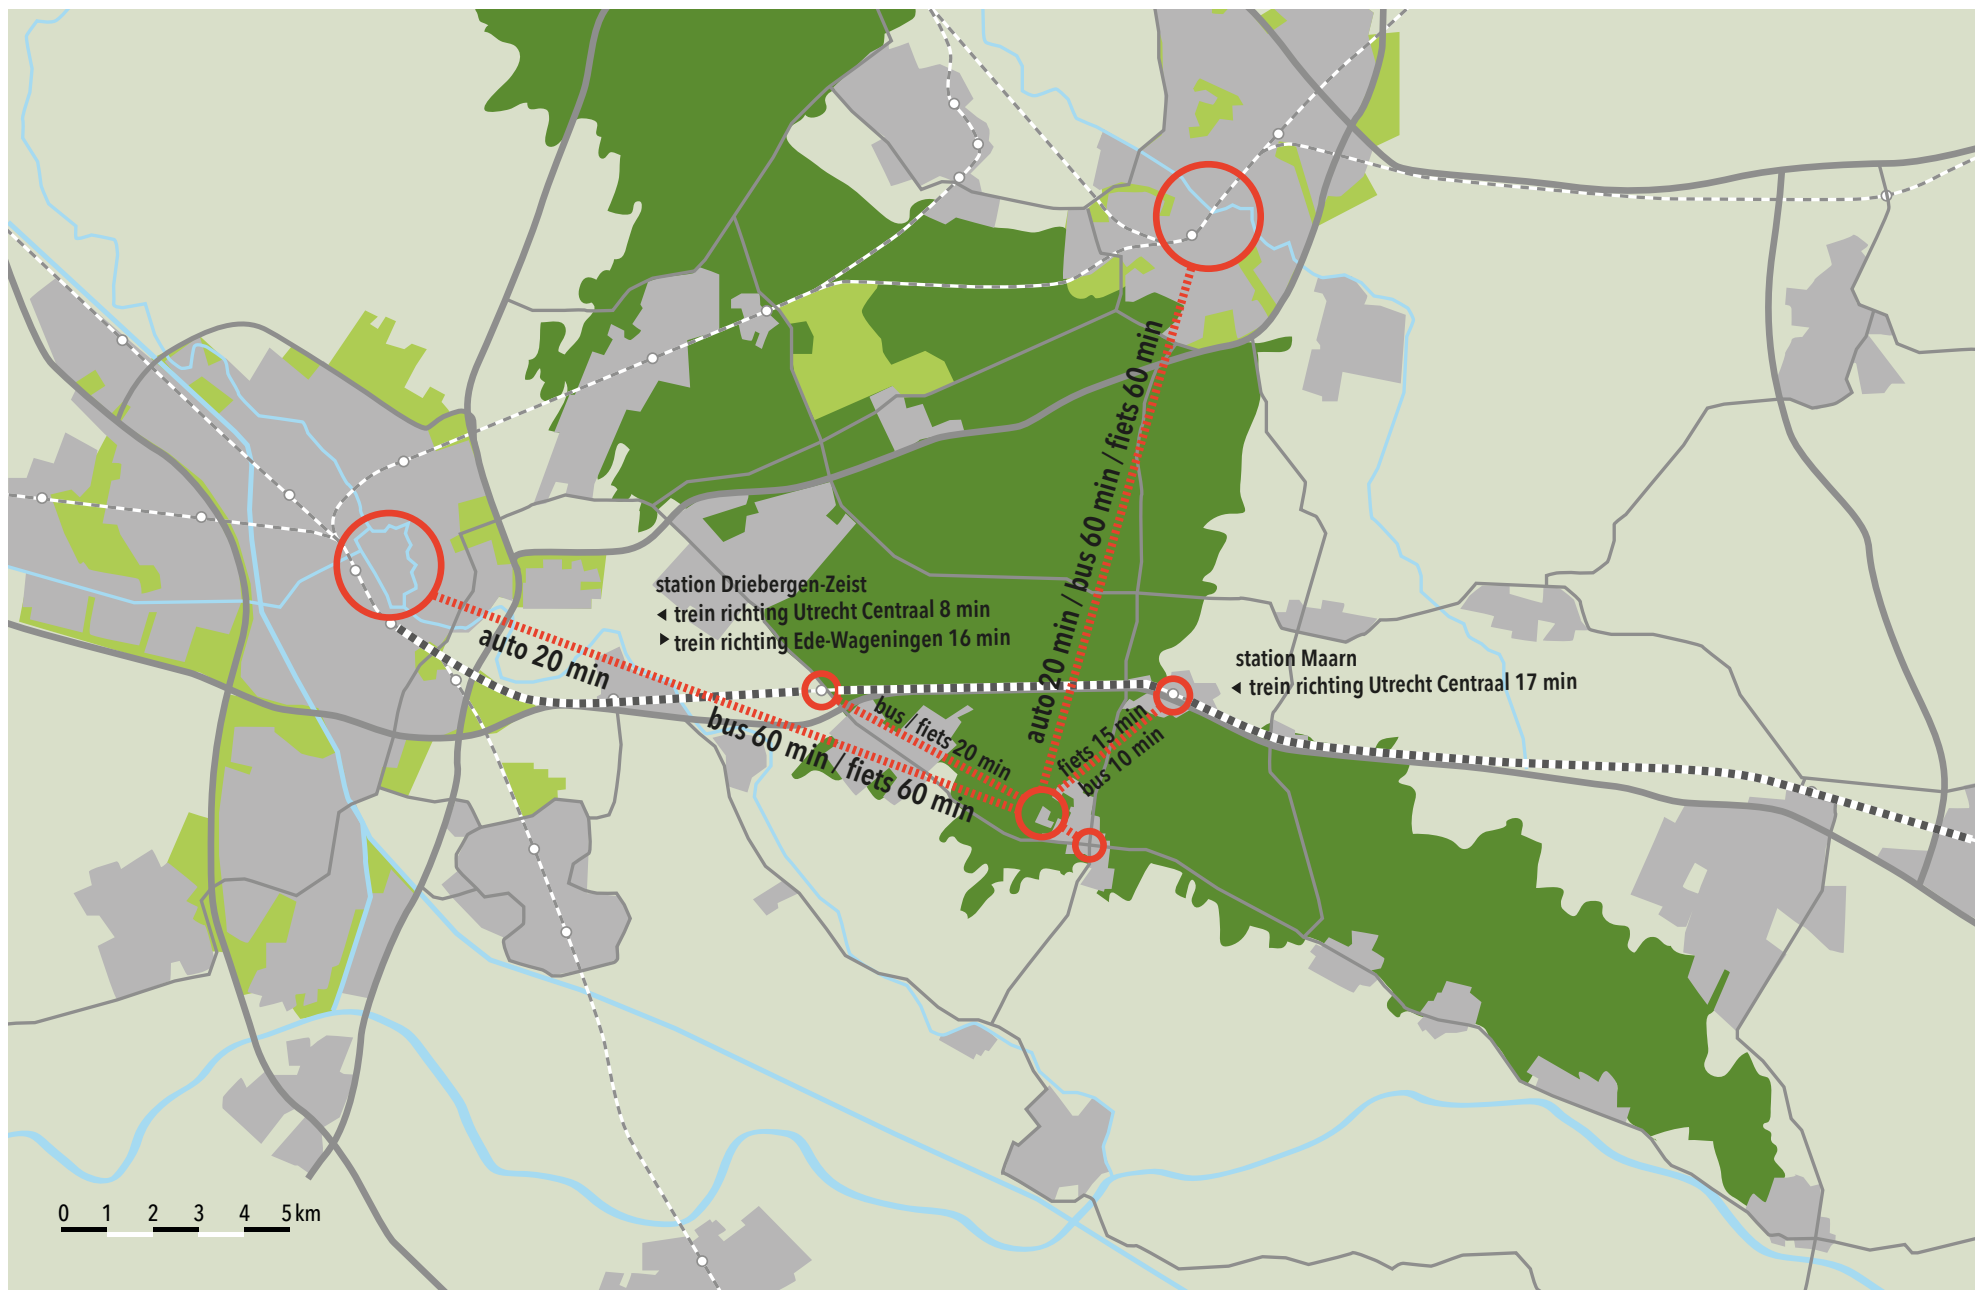 station Driebergen-Zeist
◂ trein richting Utrecht Centraal 8 min
▸ trein richting Ede-Wageningen 16 min
auto 20 min
bus 60 min / fiets 60 min
bus / fiets 20 min
auto 20 min / bus 60 min / fiets 60 min
fiets 15 min
bus 10 min
station Maarn
◂ trein richting Utrecht Centraal 17 min
0 1 2 3 4 5 km